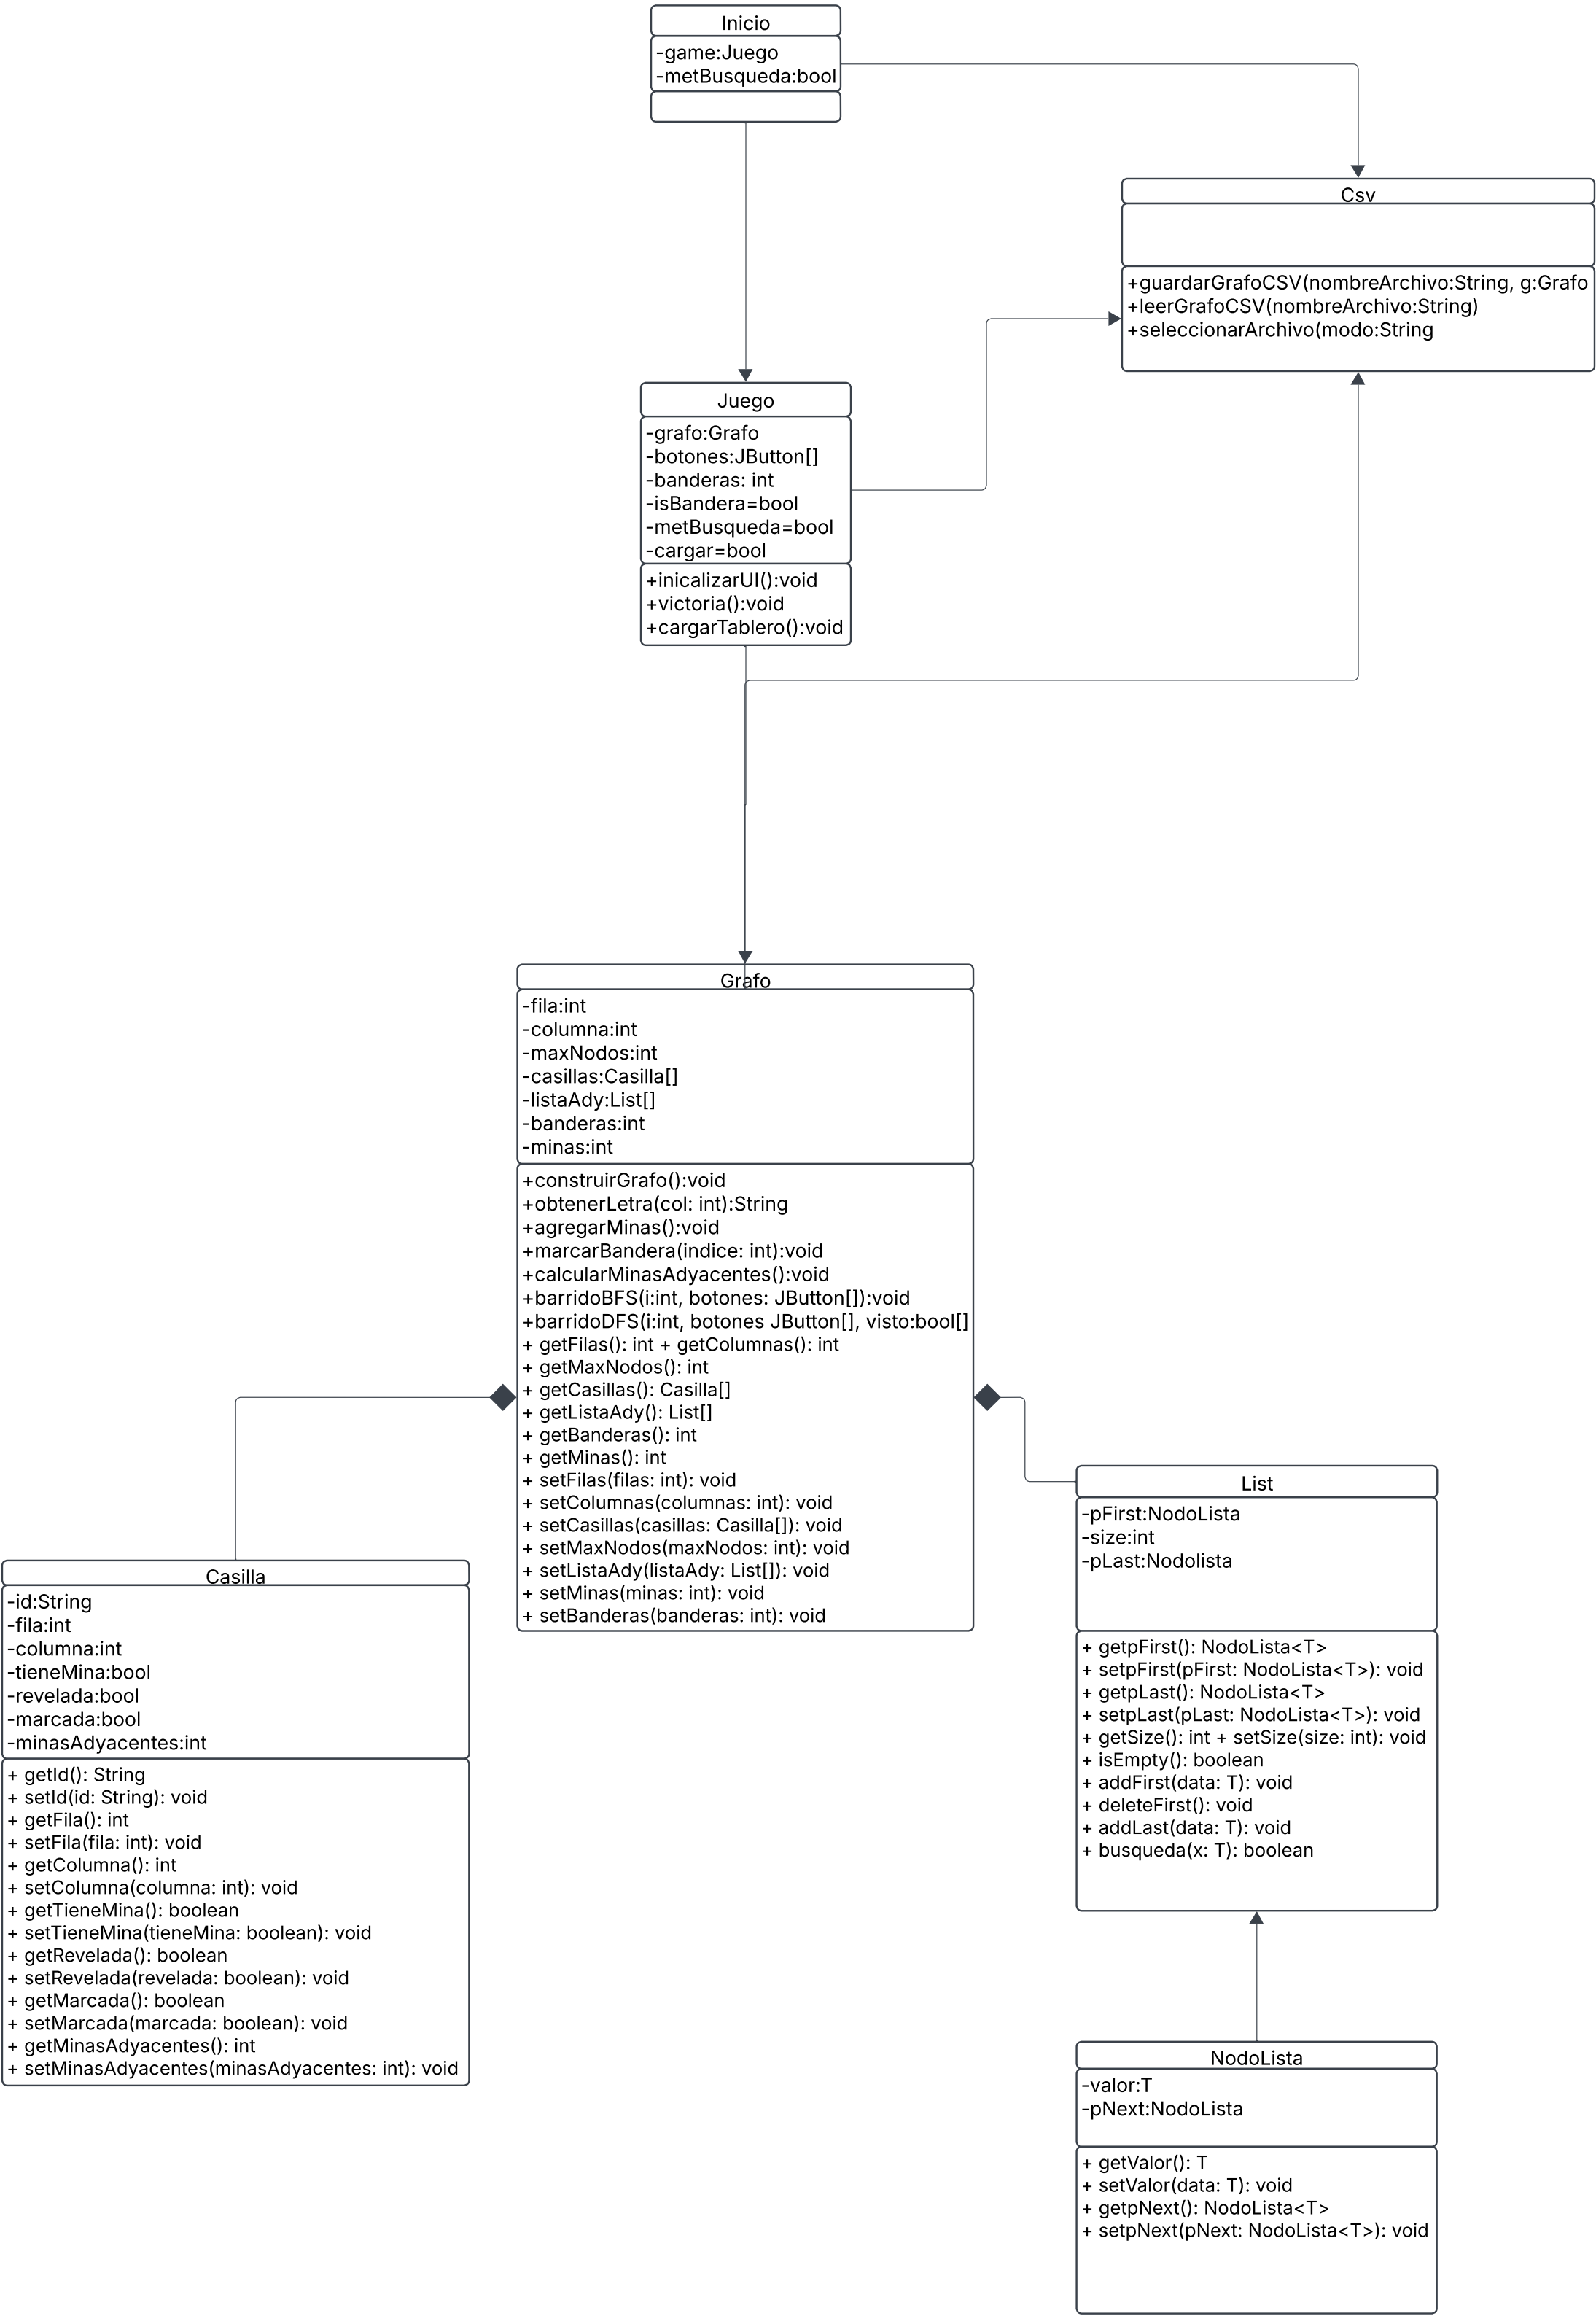 Inicio
-game:Juego
-metBusqueda:bool
Csv
+guardarGrafoCSV(nombreArchivo:String, g:Grafo
+leerGrafoCSV(nombreArchivo:String)
+seleccionarArchivo(modo:String
Juego
-grafo:Grafo
-botones:JButton[]
-banderas: int
-isBandera=bool
-metBusqueda=bool
-cargar=bool
+inicalizarUI():void
+victoria():void
+cargarTablero():void
Grafo
-fila:int
-columna:int
-maxNodos:int
-casillas:Casilla[]
-listaAdy:List[]
-banderas:int
-minas:int
+construirGrafo():void
+obtenerLetra(col: int):String
+agregarMinas():void
+marcarBandera(indice: int):void
+calcularMinasAdyacentes():void
+barridoBFS(i:int, botones: JButton[]):void
+barridoDFS(i:int, botones JButton[], visto:bool[]
+ getFilas(): int + getColumnas(): int
+ getMaxNodos(): int
+ getCasillas(): Casilla[]
+ getListaAdy(): List[]
+ getBanderas(): int
+ getMinas(): int
+ setFilas(filas: int): void
+ setColumnas(columnas: int): void
+ setCasillas(casillas: Casilla[]): void
+ setMaxNodos(maxNodos: int): void
+ setListaAdy(listaAdy: List[]): void
+ setMinas(minas: int): void
+ setBanderas(banderas: int): void
Casilla
-id:String
-fila:int
-columna:int
-tieneMina:bool
-revelada:bool
-marcada:bool
-minasAdyacentes:int
+ getId(): String
+ setId(id: String): void
+ getFila(): int
+ setFila(fila: int): void
+ getColumna(): int
+ setColumna(columna: int): void
+ getTieneMina(): boolean
+ setTieneMina(tieneMina: boolean): void
+ getRevelada(): boolean
+ setRevelada(revelada: boolean): void
+ getMarcada(): boolean
+ setMarcada(marcada: boolean): void
+ getMinasAdyacentes(): int
+ setMinasAdyacentes(minasAdyacentes: int): void
List
-pFirst:NodoLista
-size:int
-pLast:Nodolista
+ getpFirst(): NodoLista<T>
+ setpFirst(pFirst: NodoLista<T>): void
+ getpLast(): NodoLista<T>
+ setpLast(pLast: NodoLista<T>): void
+ getSize(): int + setSize(size: int): void
+ isEmpty(): boolean
+ addFirst(data: T): void
+ deleteFirst(): void
+ addLast(data: T): void
+ busqueda(x: T): boolean
NodoLista
-valor:T
-pNext:NodoLista
+ getValor(): T
+ setValor(data: T): void
+ getpNext(): NodoLista<T>
+ setpNext(pNext: NodoLista<T>): void